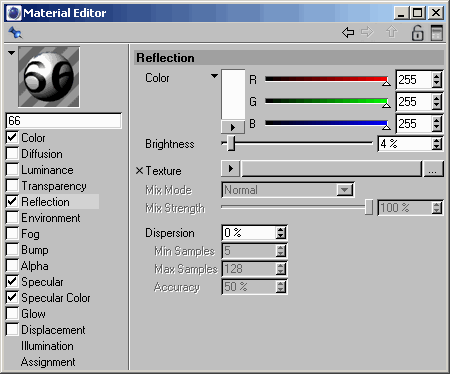 Material Editor
66
Color
Diffusion
Luminance
Transparency
Reflection
Environment
Fog
Bump
Alpha
Specular
Specular Color
Glow
Displacement
Illumination
Assignment
Reflection
Color
R 255
G 255
B 255
Brightness 4 %
Texture ...
Mix Mode Normal
Mix Strength 100 %
Dispersion 0 %
Min Samples 5
Max Samples 128
Accuracy 50 %